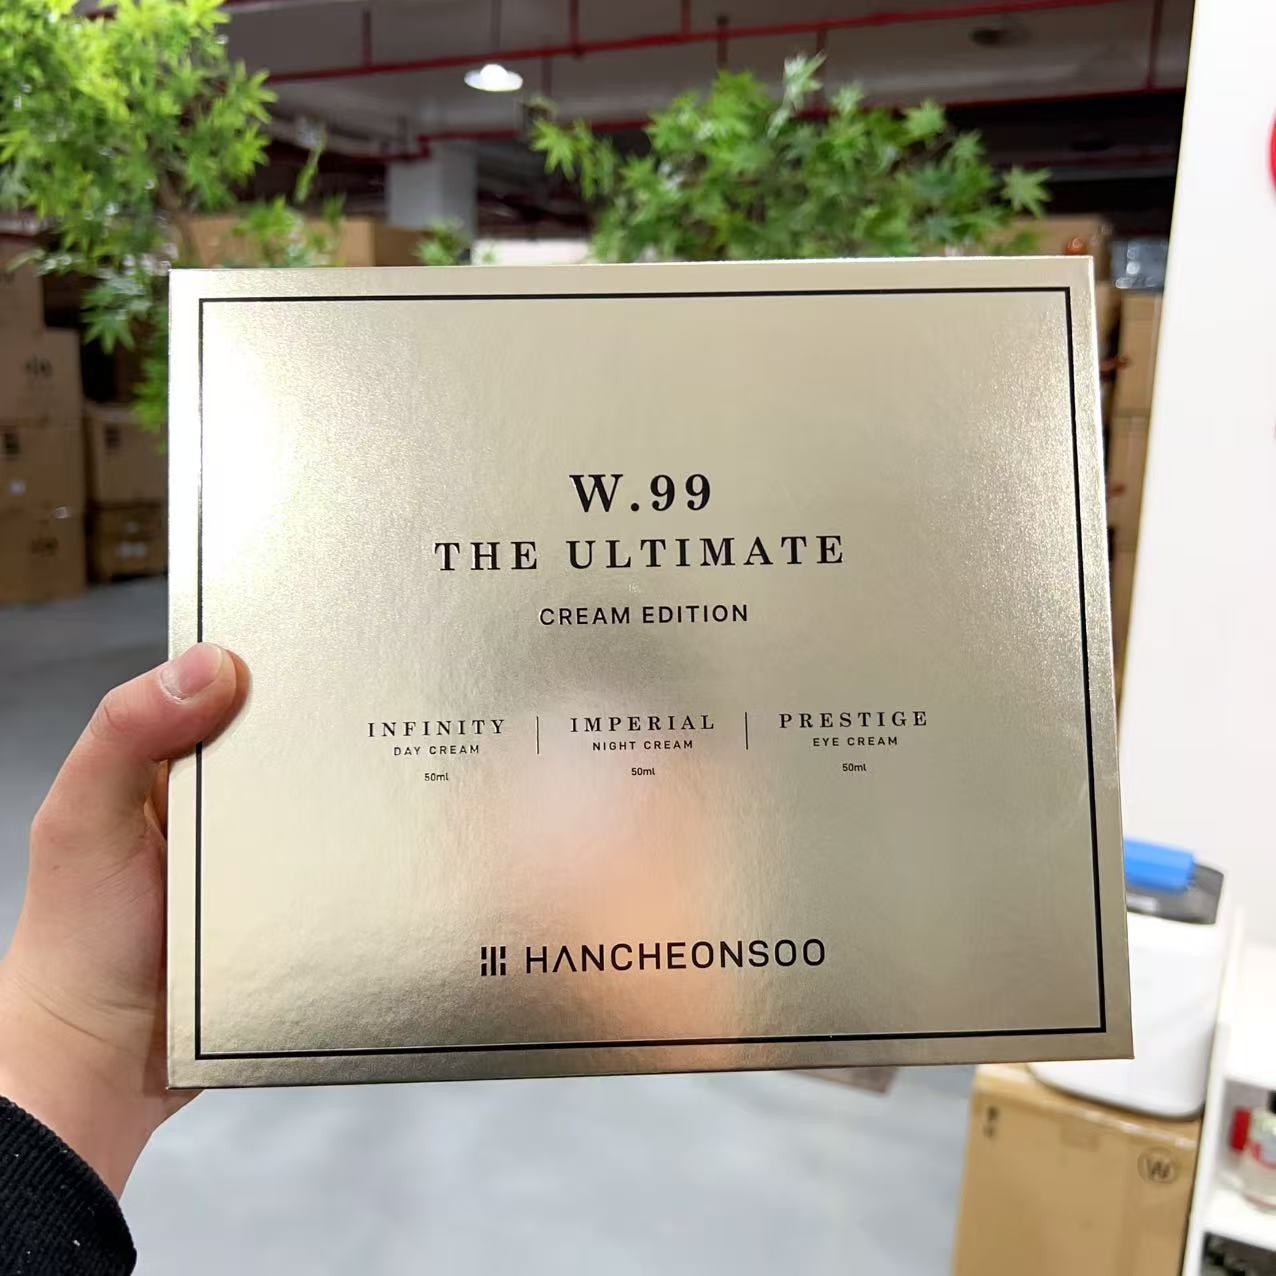 W.99
THE ULTIMATE
CREAM EDITION
INFINITY
DAY CREAM
50ml
IMPERIAL
NIGHT CREAM
50ml
PRESTIGE
EYE CREAM
50ml
HANCHEONSOO
W